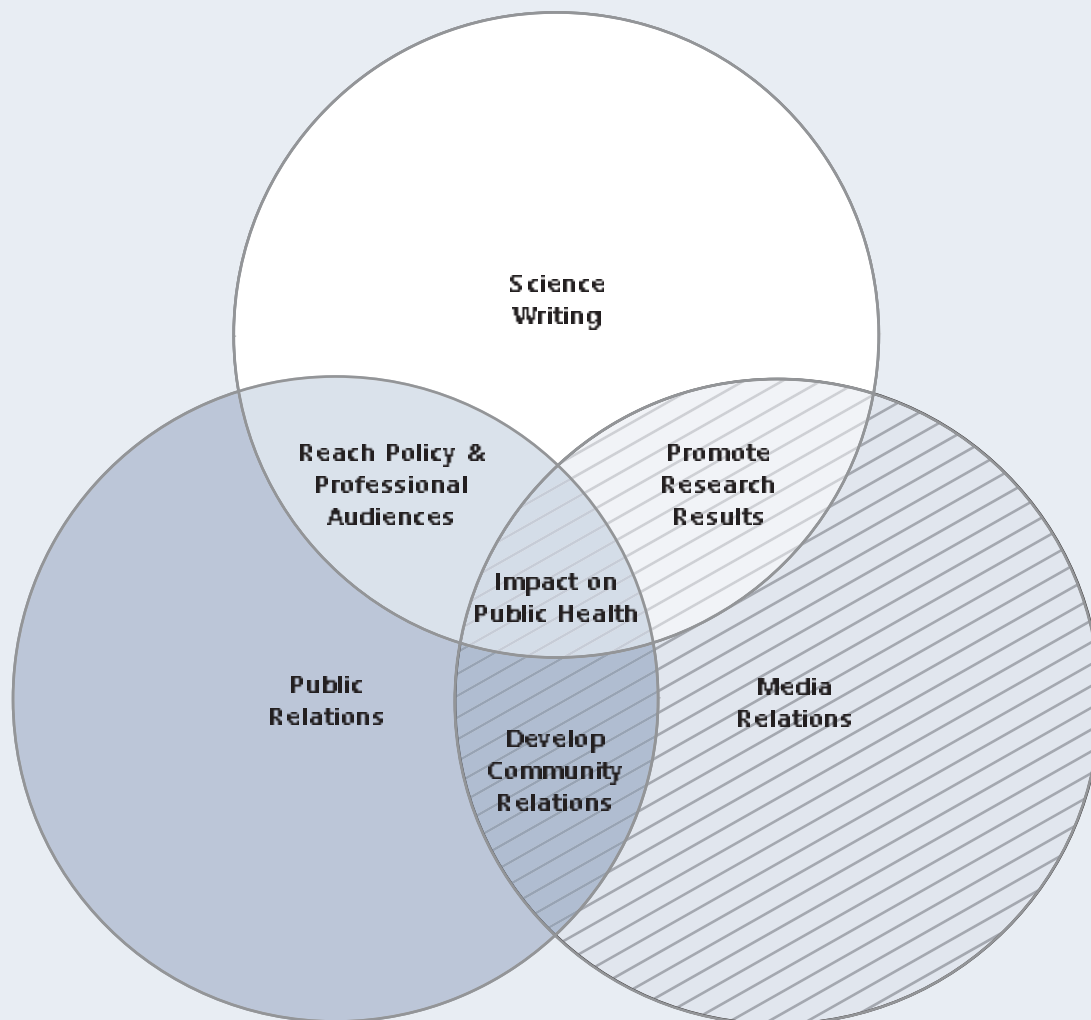 Science
Writing
Reach Policy &
Professional
Audiences
Promote
Research
Results
Impact on
Public Health
Public
Relations
Media
Relations
Develop
Community
Relations